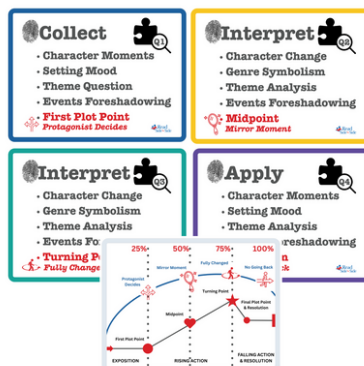 Collect
Q1
Character Moments
Setting Mood
Theme Question
Events Foreshadowing
First Plot Point
Protagonist Decides
Interpret
Q2
Character Change
Genre Symbolism
Theme Analysis
Events Foreshadowing
Midpoint
Mirror Moment
Interpret
Q3
Character Change
Genre Symbolism
Theme Analysis
Events
Turning
Fully Change
Apply
Q4
Character Moments
Setting Mood
Theme Analysis
25%
50%
75%
100%
Protagonist
Decides
Mirror Moment
Fully Changed
No Going Back
Turning Point
Final Plot Point
& Resolution
Midpoint
First Plot Point
EXPOSITION
RISING ACTION
FALLING ACTION
& RESOLUTION